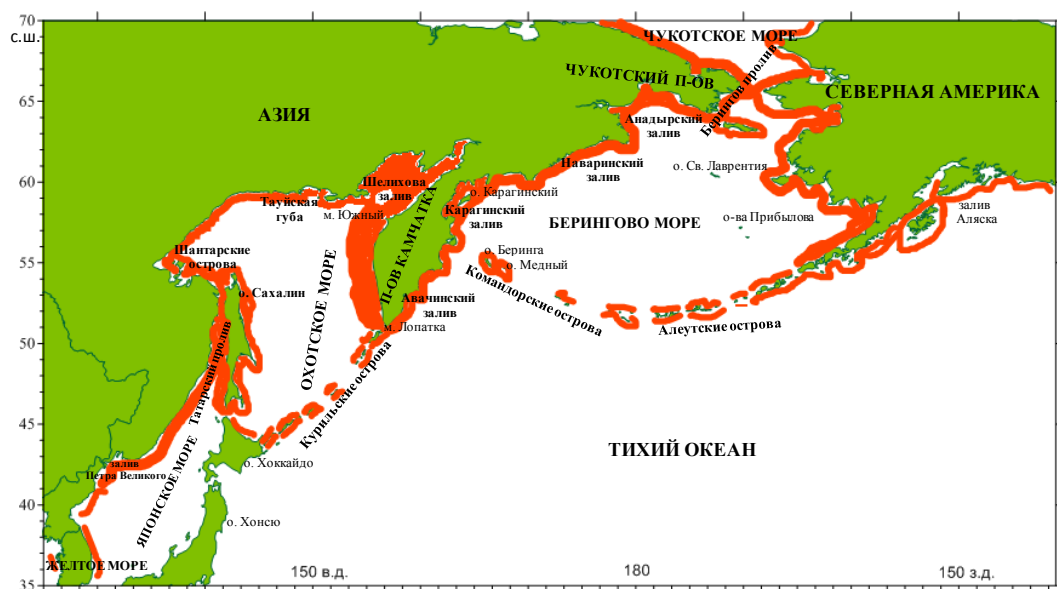 70
с.ш.
65
60
55
50
45
40
35
ЧУКОТСКОЕ МОРЕ
ЧУКОТСКИЙ П-ОВ
Берингов пролив
СЕВЕРНАЯ АМЕРИКА
АЗИЯ
Анадырский
залив
Наваринский
залив
о. Св. Лаврентия
Шелихова
залив
о. Карагинский
Тауйская
губа
м. Южный
Карагинский
залив
П-ОВ КАМЧАТКА
БЕРИНГОВО МОРЕ
о-ва Прибылова
залив
Аляска
Шантарские
острова
о. Беринга
о. Медный
о. Сахалин
ОХОТСКОЕ МОРЕ
Авачинский
залив
Командорские острова
м. Лопатка
Алеутские острова
Татарский пролив
Курильские острова
ТИХИЙ ОКЕАН
залив
Петра Великого
ЯПОНСКОЕ МОРЕ
о. Хоккайдо
о. Хонсю
ЖЕЛТОЕ МОРЕ
150 в.д.
180
150 з.д.